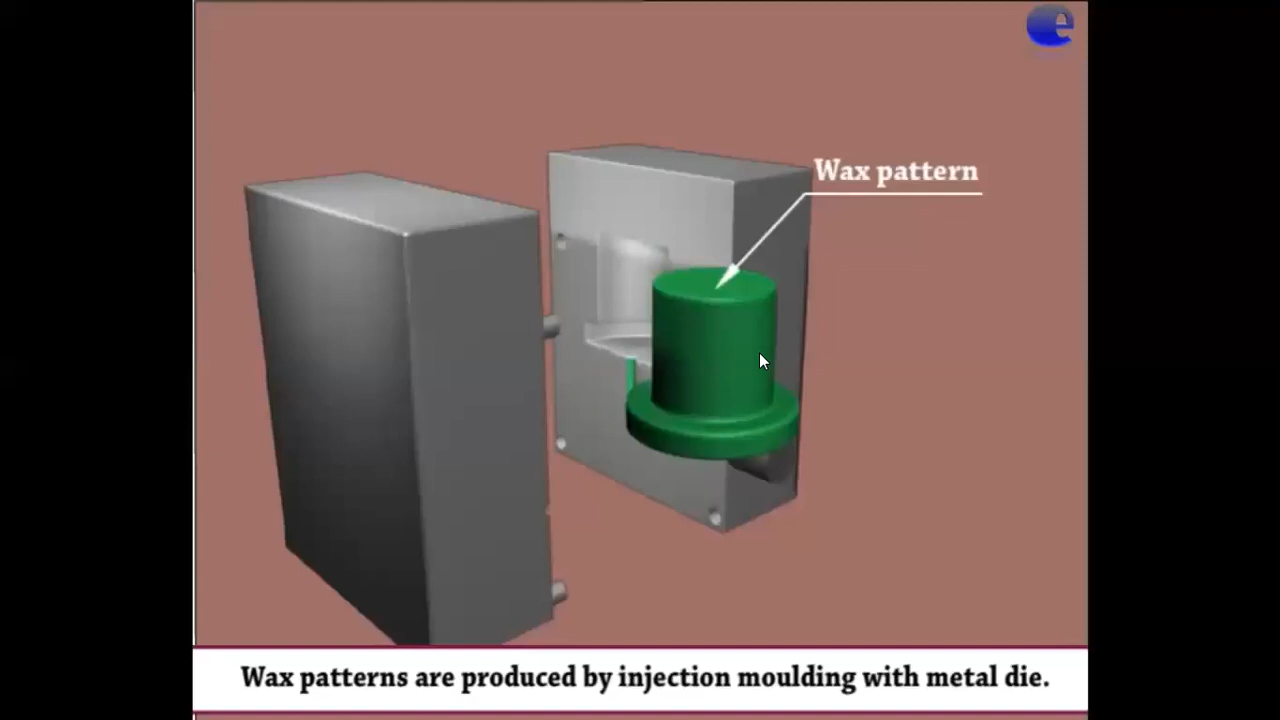 e
Wax pattern
Wax patterns are produced by injection moulding with metal die.